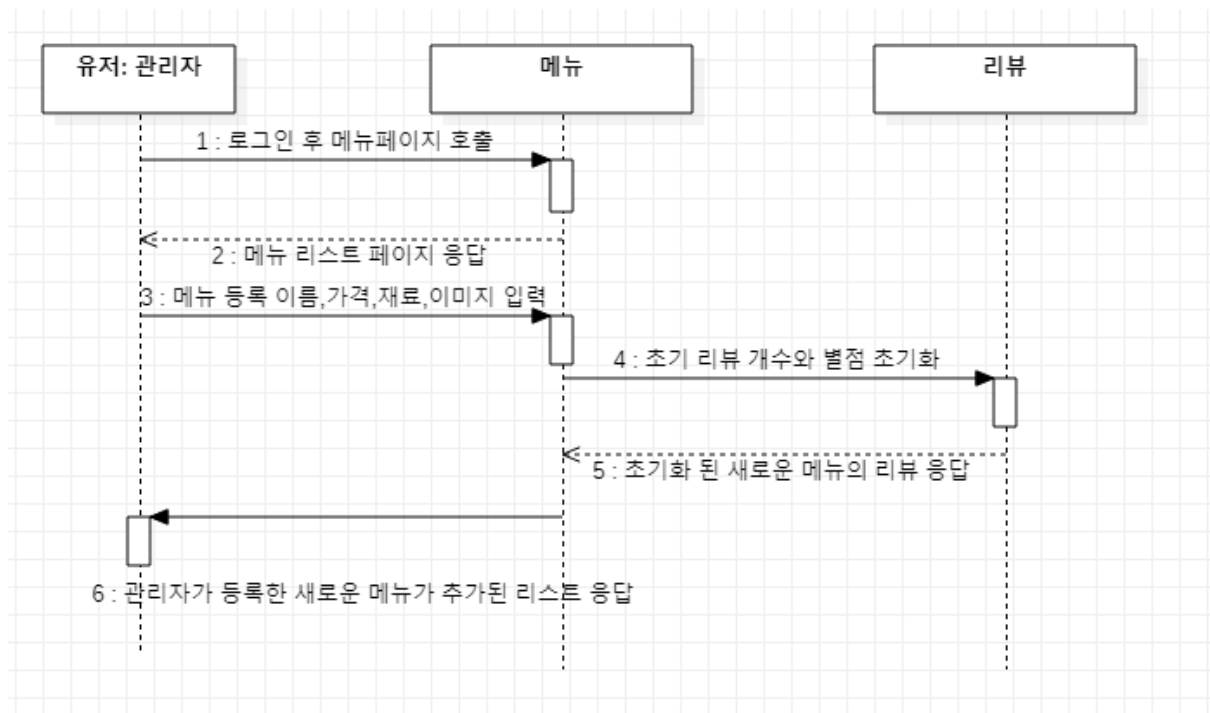 유저: 관리자
메뉴
리뷰
1 : 로그인 후 메뉴페이지 호출
2 : 메뉴 리스트 페이지 응답
3 : 메뉴 등록 이름,가격,재료,이미지 입력
4 : 초기 리뷰 개수와 별점 초기화
5 : 초기화 된 새로운 메뉴의 리뷰 응답
6 : 관리자가 등록한 새로운 메뉴가 추가된 리스트 응답